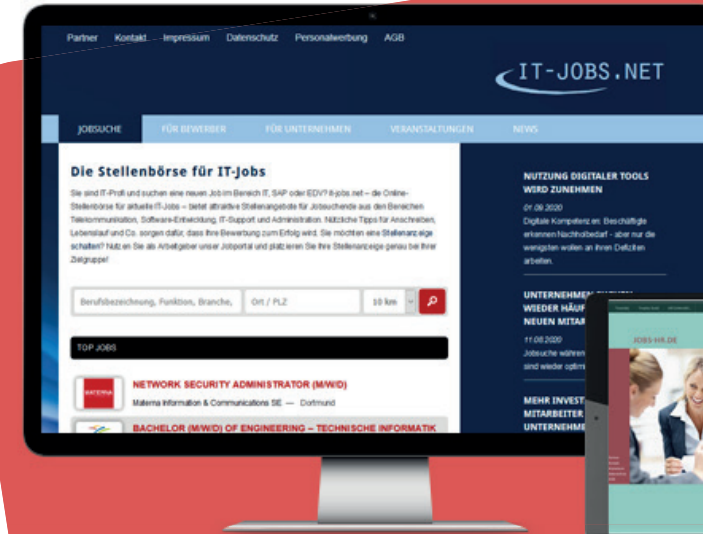 Partner Kontakt Impressum Datenschutz Personalwerbung AGB
IT-JOBS.NET
JOBSUCHE FÜR BEWERBER FÜR UNTERNEHMEN VERANSTALTUNGEN NEWS
Die Stellenbörse für IT-Jobs
Sie sind IT-Profi und suchen eine neuen Job im Bereich IT, SAP oder EDV? it-jobs.net – die Online-
Stellenbörse für aktuelle IT-Jobs – bietet attraktive Stellenangebote für Jobsuchende aus den Bereichen
Telekommunikation, Software-Entwicklung, IT-Support und Administration. Nützliche Tipps für Anschreiben,
Lebenslauf und Co. sorgen dafür, dass Ihre Bewerbung zum Erfolg wird. Sie möchten eine Stellenanzeige
schalten? Nutzen Sie als Arbeitgeber unser Jobportal und platzieren Sie Ihre Stellenanzeige genau bei Ihrer
Zielgruppe!
Berufsbezeichnung, Funktion, Branche, Ort / PLZ 10 km
TOP JOBS
MATERNA
NETWORK SECURITY ADMINISTRATOR (M/W/D)
Materna Information & Communications SE — Dortmund
BACHELOR (M/W/D) OF ENGINEERING – TECHNISCHE INFORMATIK
NUTZUNG DIGITALER TOOLS
WIRD ZUNEHMEN
01.09.2020
Digitale Kompetenzen: Beschäftigte
erkennen Nachholbedarf - aber nur die
wenigsten wollen an ihren Defiziten
arbeiten.
UNTERNEHMEN
WIEDER HÄUF
NEUEN MITAR
11.08.2020
Jobsuche währen
sind wieder optim
MEHR INVEST
MITARBEITER
UNTERNEHME
JOBS-HR.DE